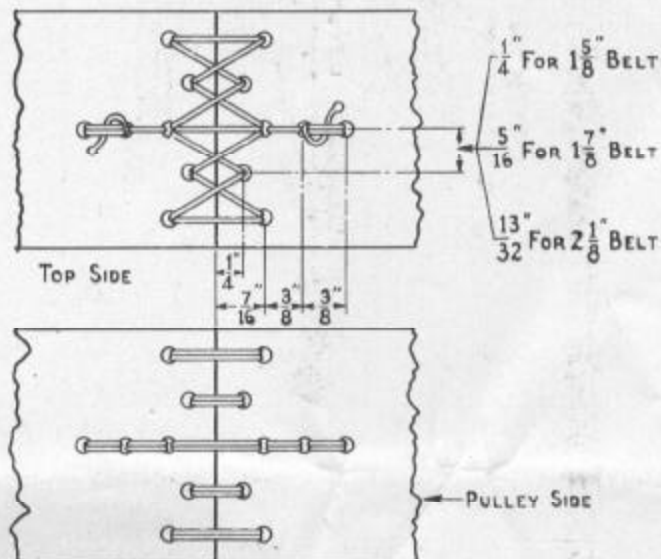 1/4" FOR 1 5/8" BELT
5/16" FOR 1 7/8" BELT
13/32" FOR 2 1/8" BELT
TOP SIDE
1/4"
7/16" 3/8" 3/8"
PULLEY SIDE